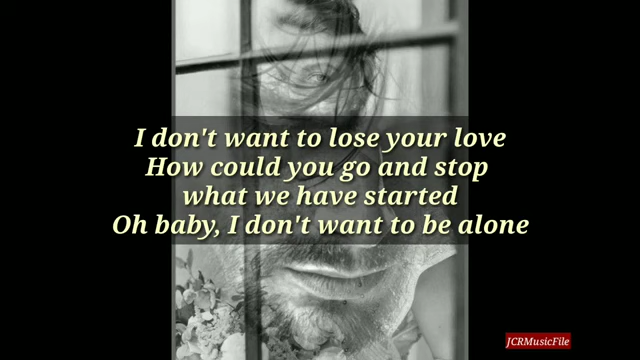 I don't want to lose your love
How could you go and stop
what we have started
Oh baby, I don't want to be alone
JCRMusicFile